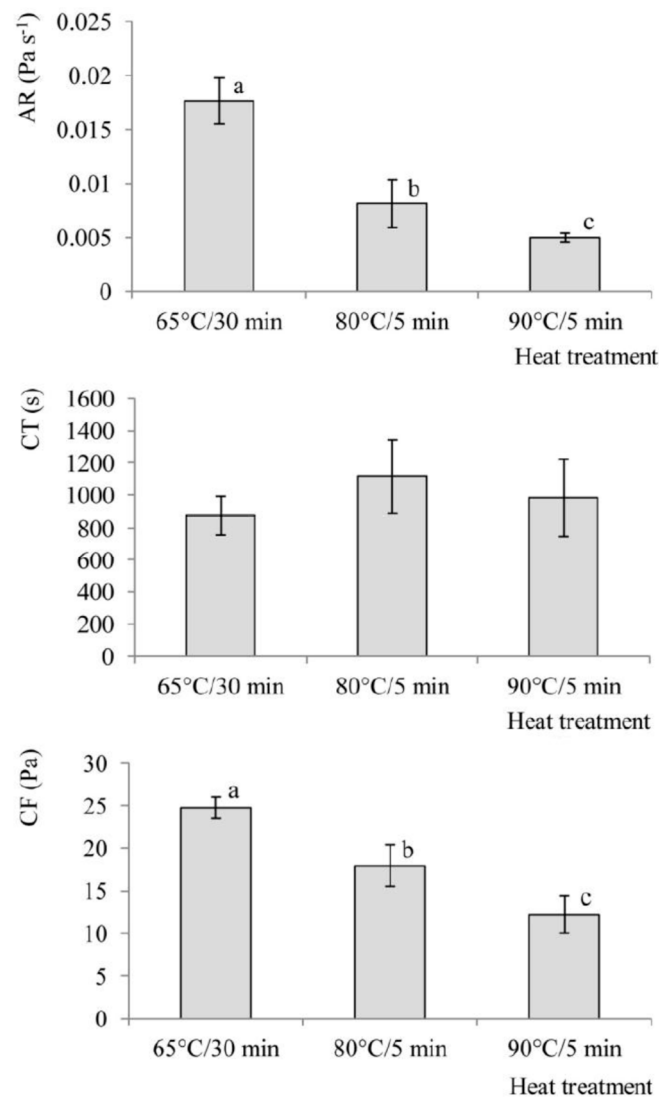 AR (Pa s⁻¹)
0.025
0.02
0.015
0.01
0.005
0
a
b
c
65°C/30 min
80°C/5 min
90°C/5 min
Heat treatment
CT (s)
1600
1400
1200
1000
800
600
400
200
0
65°C/30 min
80°C/5 min
90°C/5 min
Heat treatment
CF (Pa)
30
25
20
15
10
5
0
a
b
c
65°C/30 min
80°C/5 min
90°C/5 min
Heat treatment